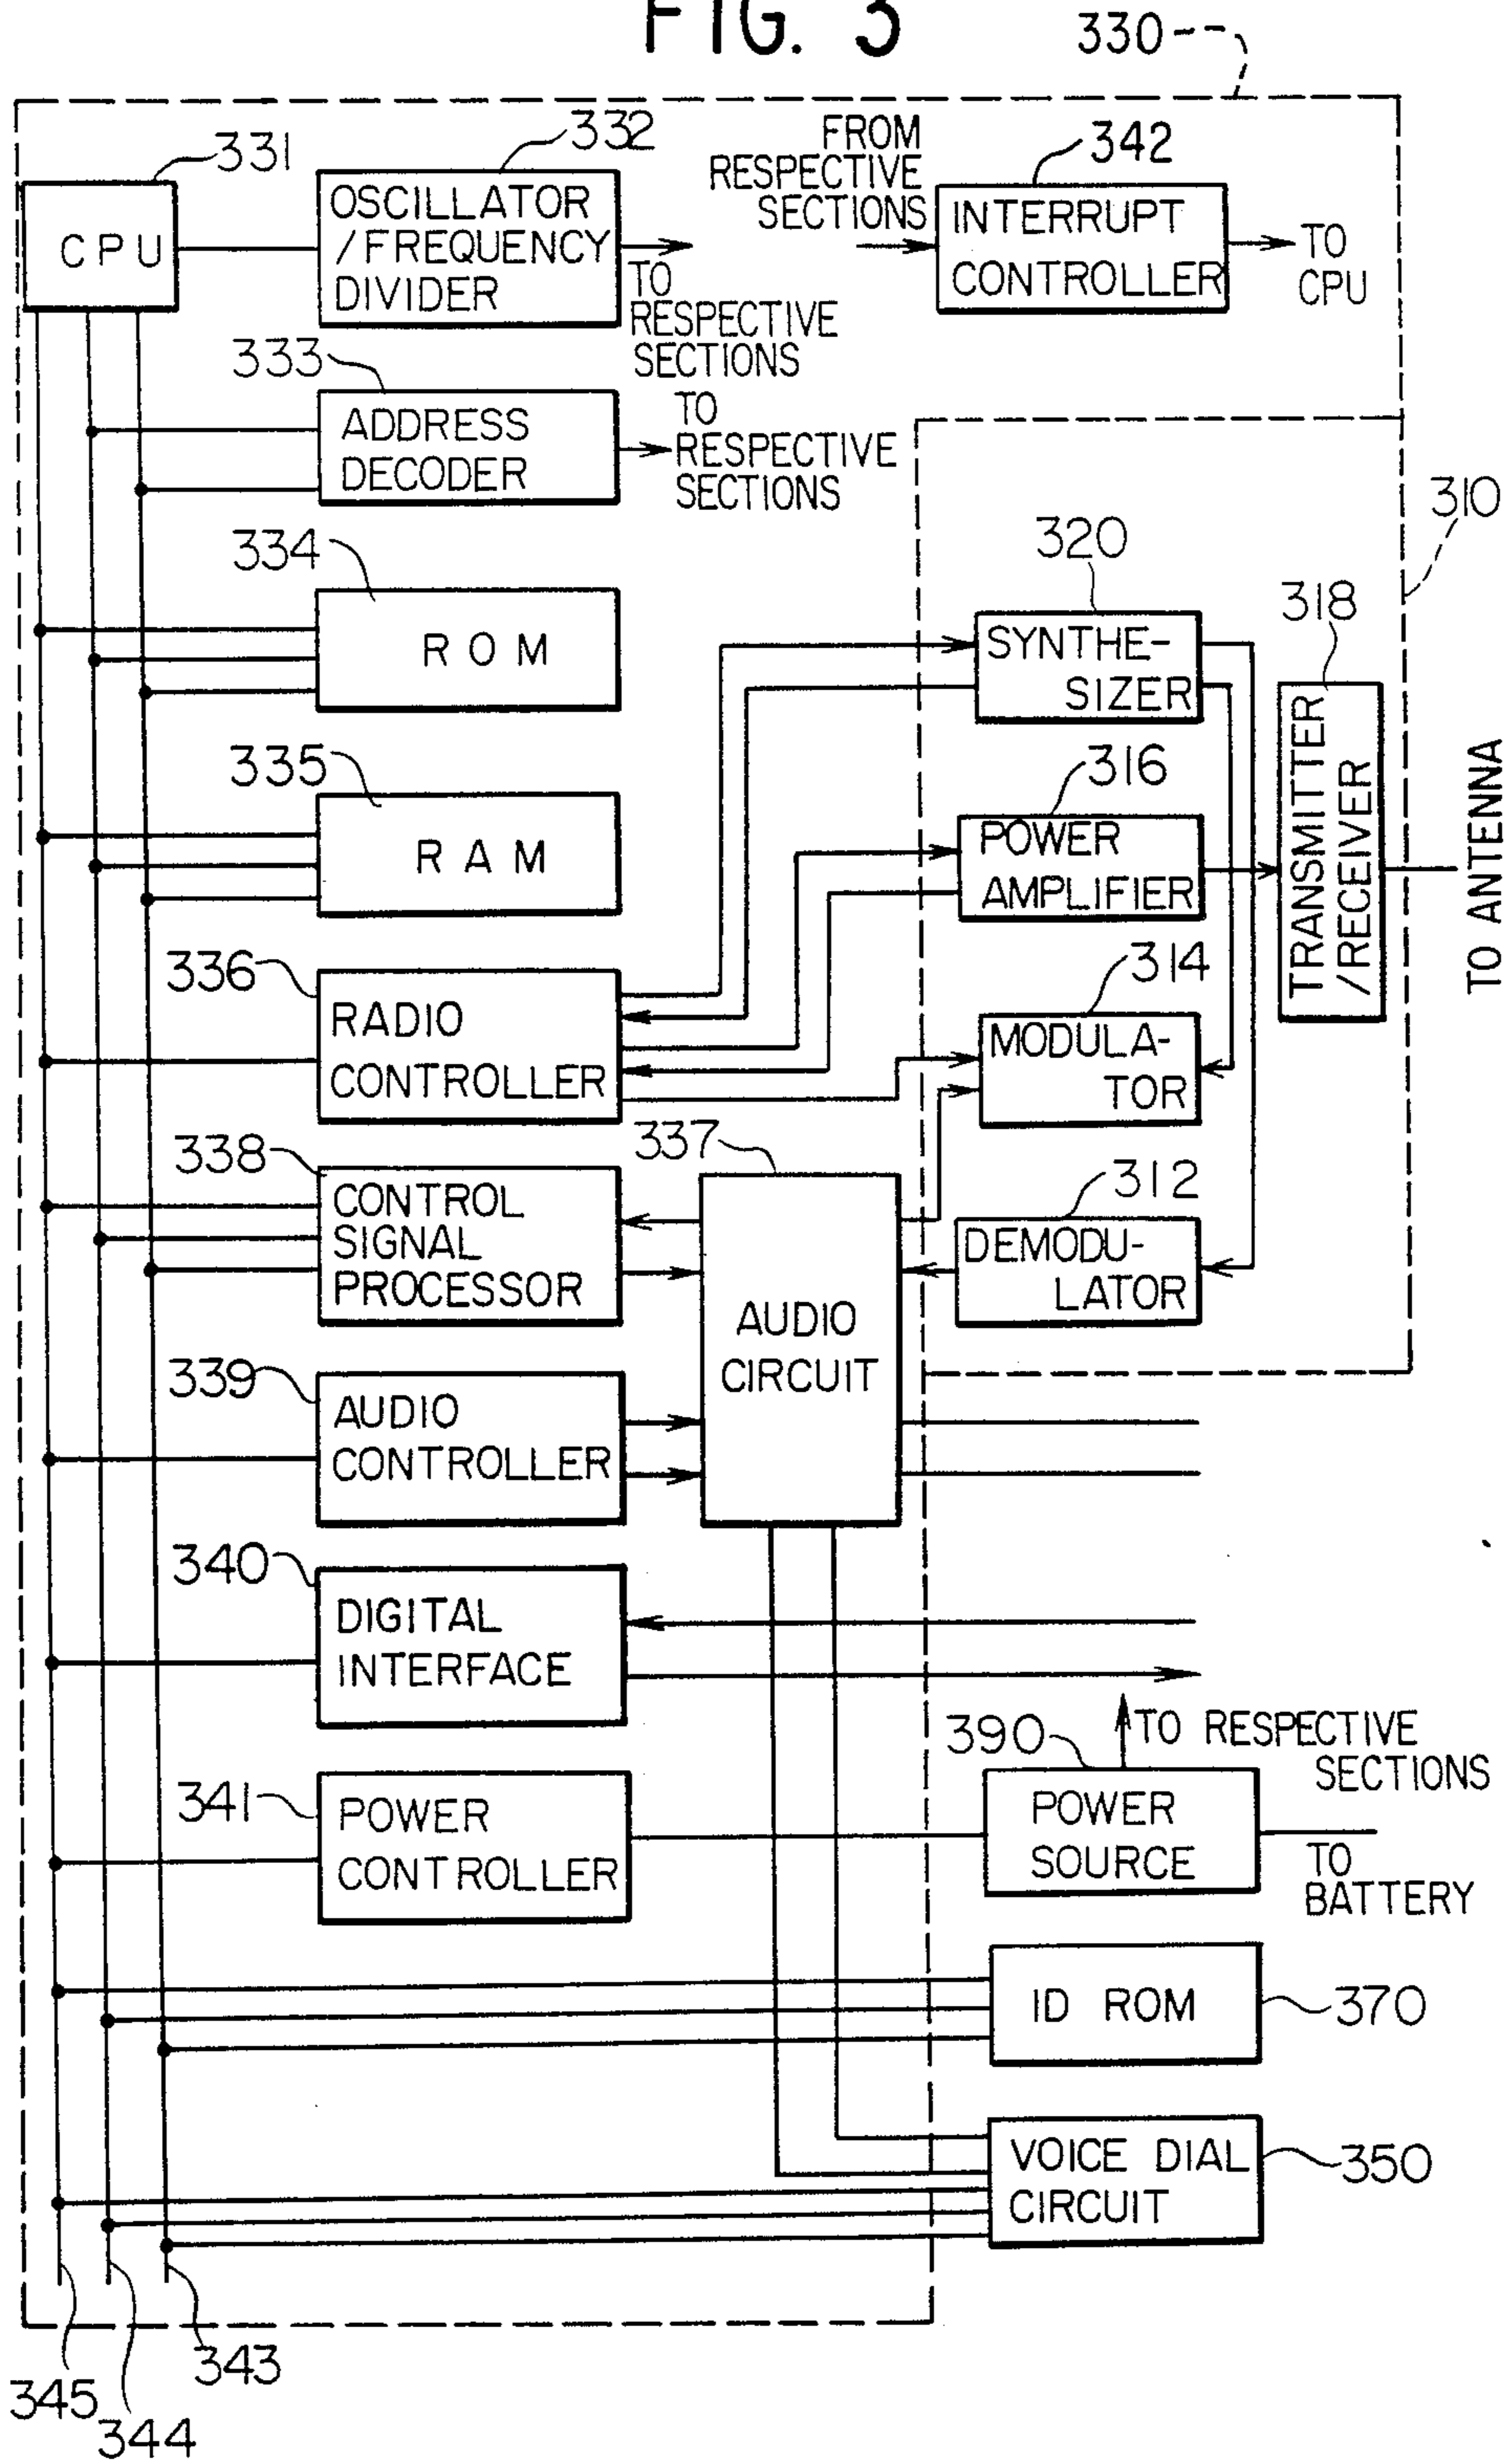 FIG. 3
330
331
CPU
332
OSCILLATOR
/FREQUENCY
DIVIDER
TO
RESPECTIVE
SECTIONS
FROM
RESPECTIVE
SECTIONS
342
INTERRUPT
CONTROLLER
TO
CPU
333
ADDRESS
DECODER
TO
RESPECTIVE
SECTIONS
310
334
ROM
320
SYNTHE-
SIZER
318
TRANSMITTER
/RECEIVER
TO ANTENNA
335
RAM
316
POWER
AMPLIFIER
336
RADIO
CONTROLLER
314
MODULA-
TOR
338
CONTROL
SIGNAL
PROCESSOR
337
AUDIO
CIRCUIT
312
DEMODU-
LATOR
339
AUDIO
CONTROLLER
340
DIGITAL
INTERFACE
390
TO RESPECTIVE
SECTIONS
341
POWER
CONTROLLER
POWER
SOURCE
TO
BATTERY
ID ROM
370
VOICE DIAL
CIRCUIT
350
343
345
344